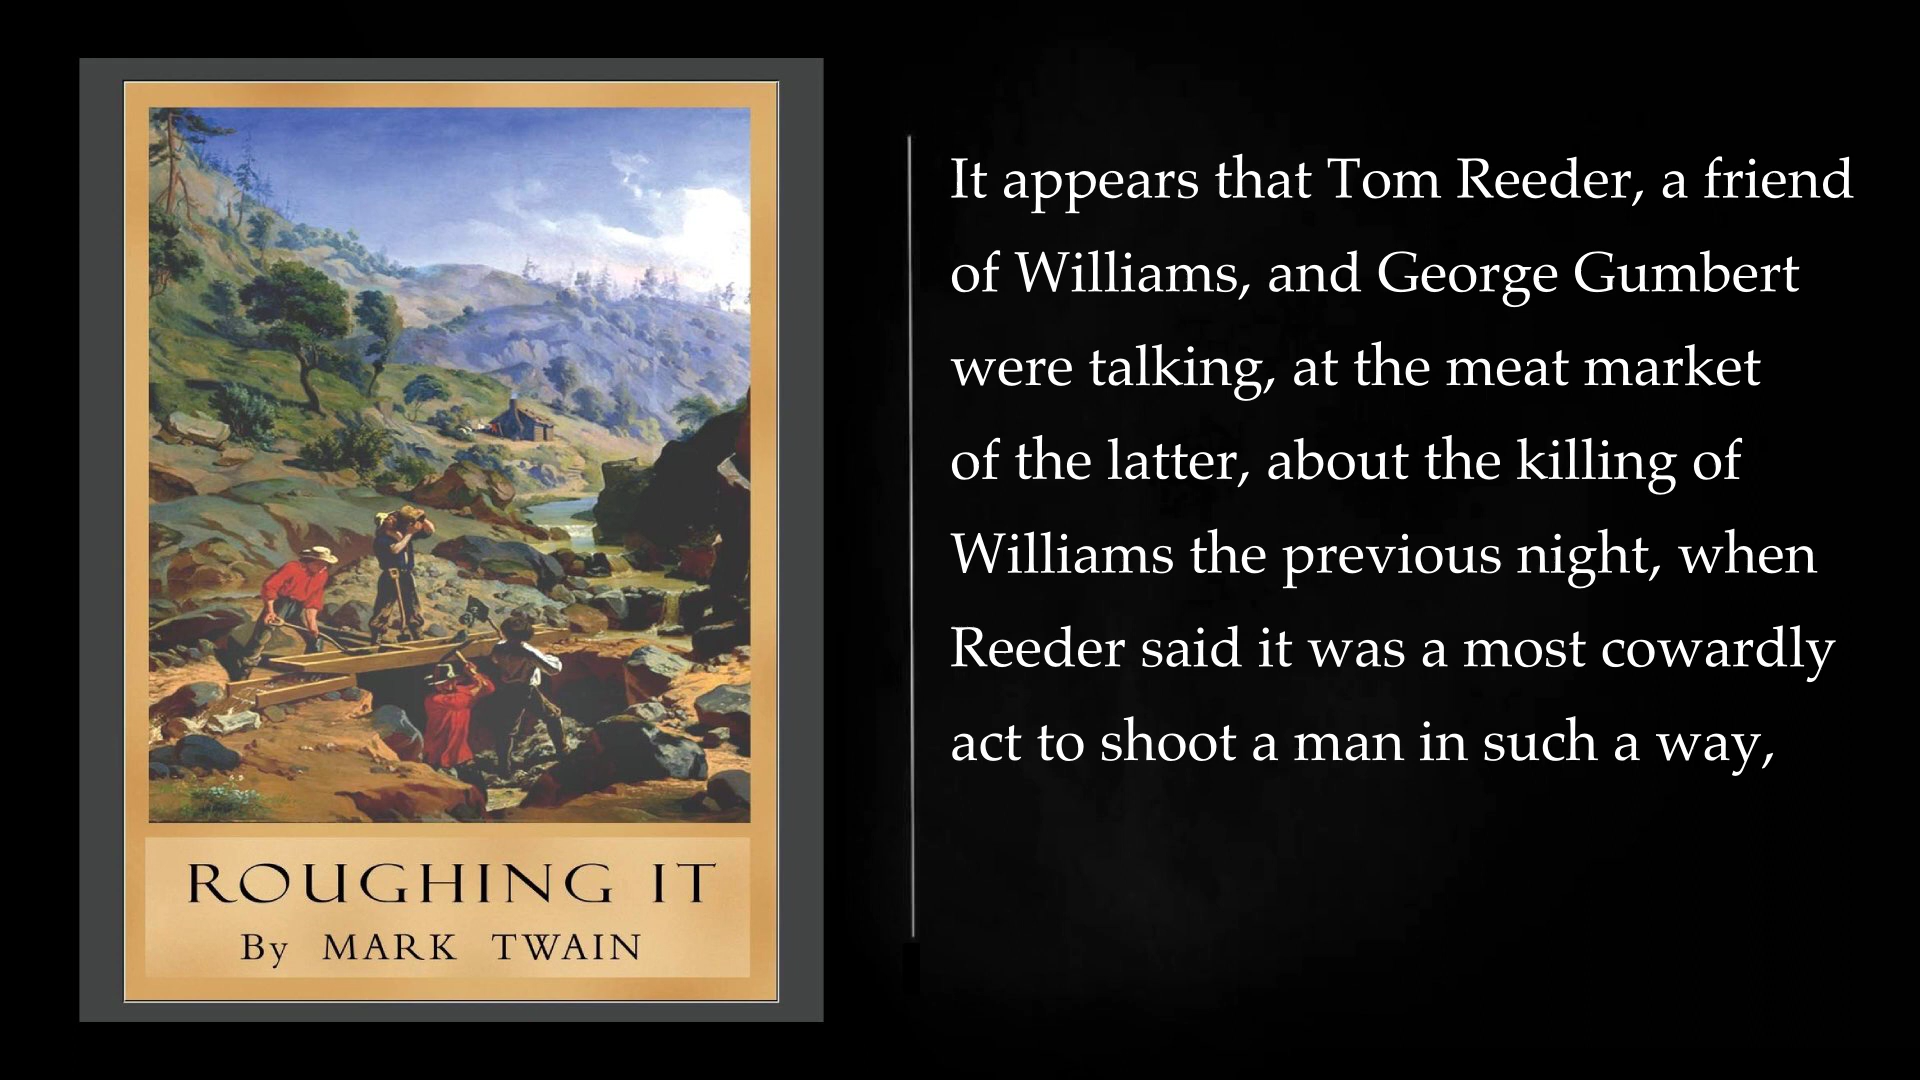 ROUGHING IT
By MARK TWAIN
It appears that Tom Reeder, a friend
of Williams, and George Gumbert
were talking, at the meat market
of the latter, about the killing of
Williams the previous night, when
Reeder said it was a most cowardly
act to shoot a man in such a way,